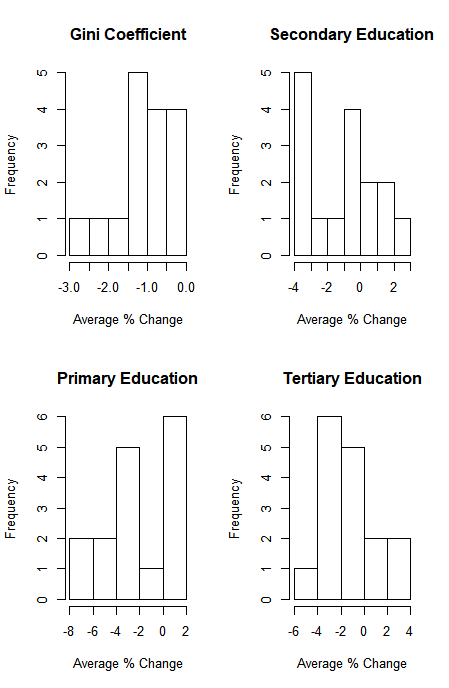 Gini Coefficient
Frequency
0 1 2 3 4 5
-3.0 -2.0 -1.0 0.0
Average % Change
Secondary Education
Frequency
0 1 2 3 4 5
-4 -2 0 2
Average % Change
Primary Education
Frequency
0 1 2 3 4 5 6
-8 -6 -4 -2 0 2
Average % Change
Tertiary Education
Frequency
0 1 2 3 4 5 6
-6 -4 -2 0 2 4
Average % Change